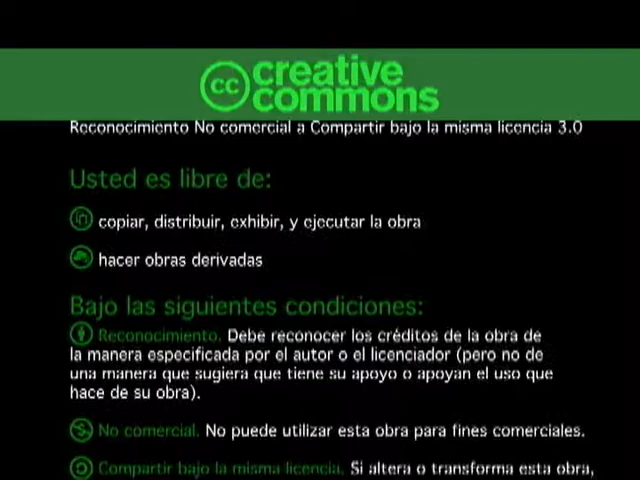 cc creative
commons
Reconocimiento No comercial a Compartir bajo la misma licencia 3.0
Usted es libre de:
copiar, distribuir, exhibir, y ejecutar la obra
hacer obras derivadas
Bajo las siguientes condiciones:
Reconocimiento. Debe reconocer los créditos de la obra de
la manera especificada por el autor o el licenciador (pero no de
una manera que sugiera que tiene su apoyo o apoyan el uso que
hace de su obra).
No comercial. No puede utilizar esta obra para fines comerciales.
Compartir bajo la misma licencia. Si altera o transforma esta obra,